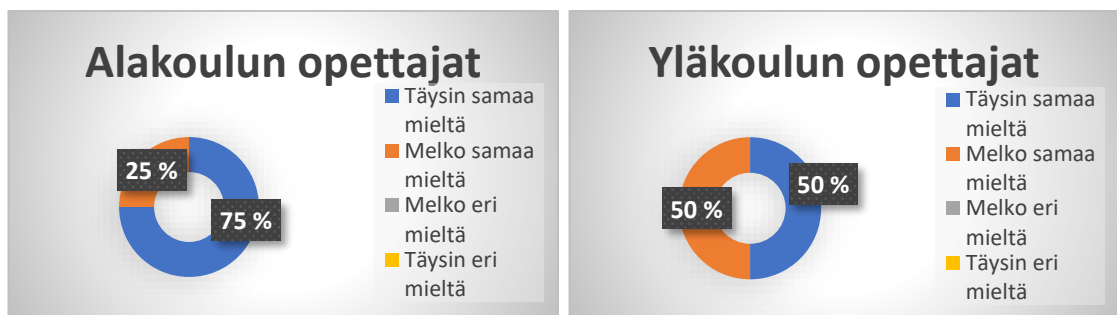 Alakoulun opettajat
Täysin samaa
mieltä
Melko samaa
mieltä
Melko eri
mieltä
Täysin eri
mieltä
25 %
75 %
Yläkoulun opettajat
Täysin samaa
mieltä
Melko samaa
mieltä
Melko eri
mieltä
Täysin eri
mieltä
50 %
50 %